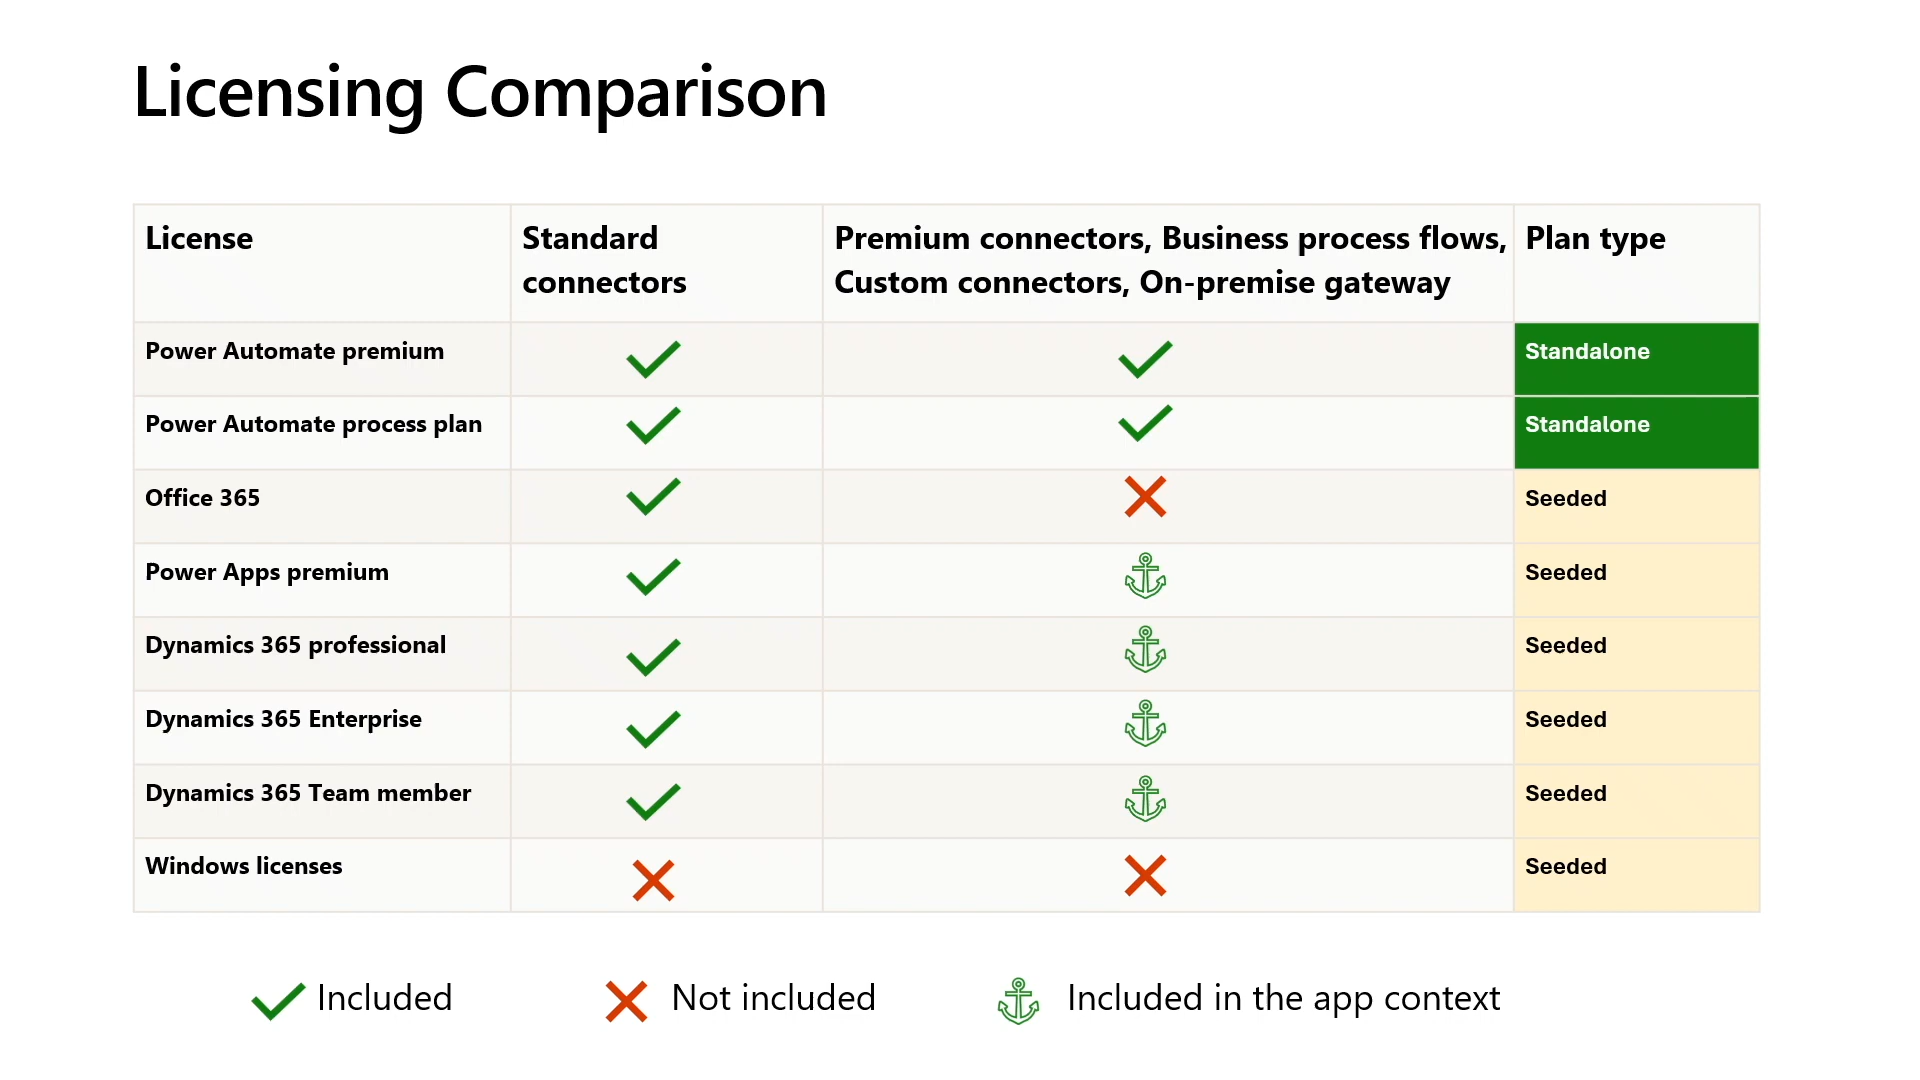 Licensing Comparison
License
Standard
connectors
Premium connectors, Business process flows,
Custom connectors, On-premise gateway
Plan type
Power Automate premium
Standalone
Power Automate process plan
Standalone
Office 365
Seeded
Power Apps premium
Seeded
Dynamics 365 professional
Seeded
Dynamics 365 Enterprise
Seeded
Dynamics 365 Team member
Seeded
Windows licenses
Seeded
Included
Not included
Included in the app context